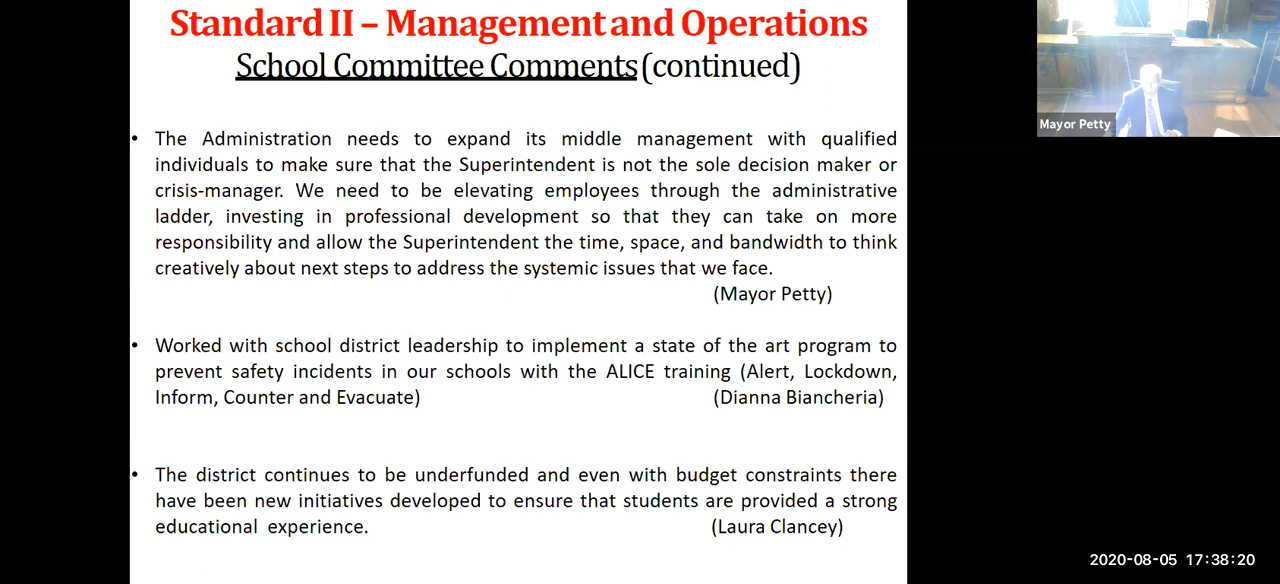 Standard II – Management and Operations
School Committee Comments (continued)
Mayor Petty
• The Administration needs to expand its middle management with qualified
individuals to make sure that the Superintendent is not the sole decision maker or
crisis-manager. We need to be elevating employees through the administrative
ladder, investing in professional development so that they can take on more
responsibility and allow the Superintendent the time, space, and bandwidth to think
creatively about next steps to address the systemic issues that we face.
(Mayor Petty)
• Worked with school district leadership to implement a state of the art program to
prevent safety incidents in our schools with the ALICE training (Alert, Lockdown,
Inform, Counter and Evacuate) (Dianna Biancheria)
• The district continues to be underfunded and even with budget constraints there
have been new initiatives developed to ensure that students are provided a strong
educational experience. (Laura Clancey)
2020-08-05 17:38:20